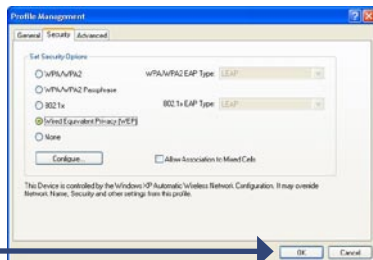 Profile Management
General Security Advanced
Set Security Options
WPA/WPA2 WPA/WPA2 EAP Type: LEAP
WPA/WPA2 Passphrase
802.1x 802.1x EAP Type: LEAP
Wired Equivalent Privacy (WEP)
None
Configure... Allow Association to Mixed Cells
This Device is controlled by the Windows XP Automatic Wireless Network Configuration. It may override
Network Name, Security and other settings from this profile.
OK Cancel